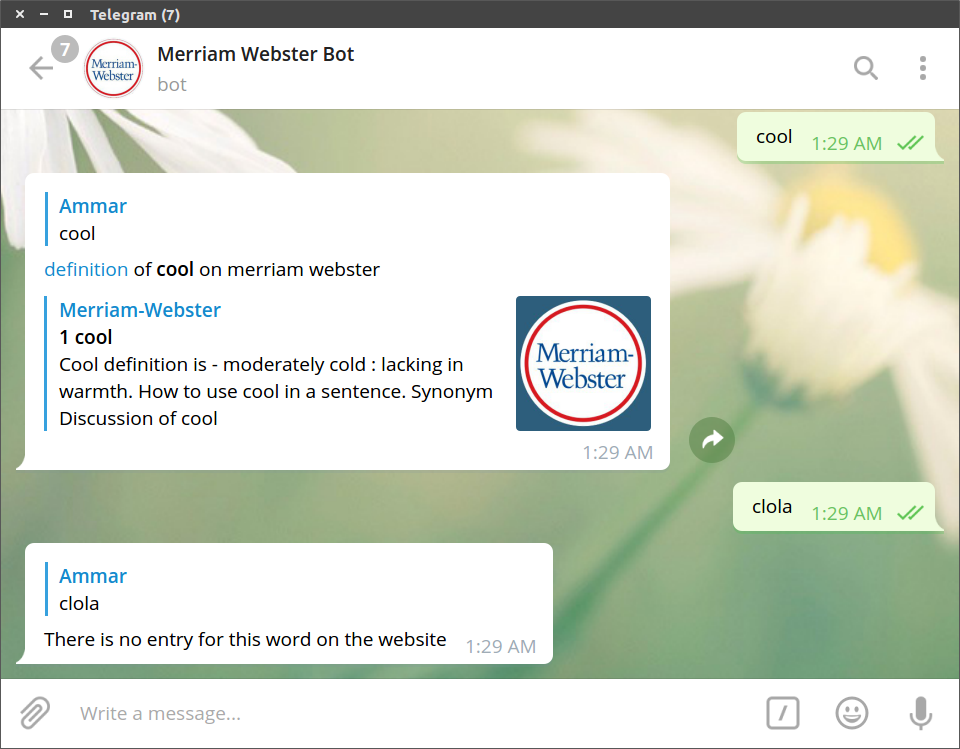 Telegram (7)
7
Merriam-
Webster
Merriam Webster Bot
bot
cool 1:29 AM
Ammar
cool
definition of cool on merriam webster
Merriam-Webster
1 cool
Cool definition is - moderately cold : lacking in
warmth. How to use cool in a sentence. Synonym
Discussion of cool
Merriam-
Webster
1:29 AM
clola 1:29 AM
Ammar
clola
There is no entry for this word on the website 1:29 AM
Write a message...
/